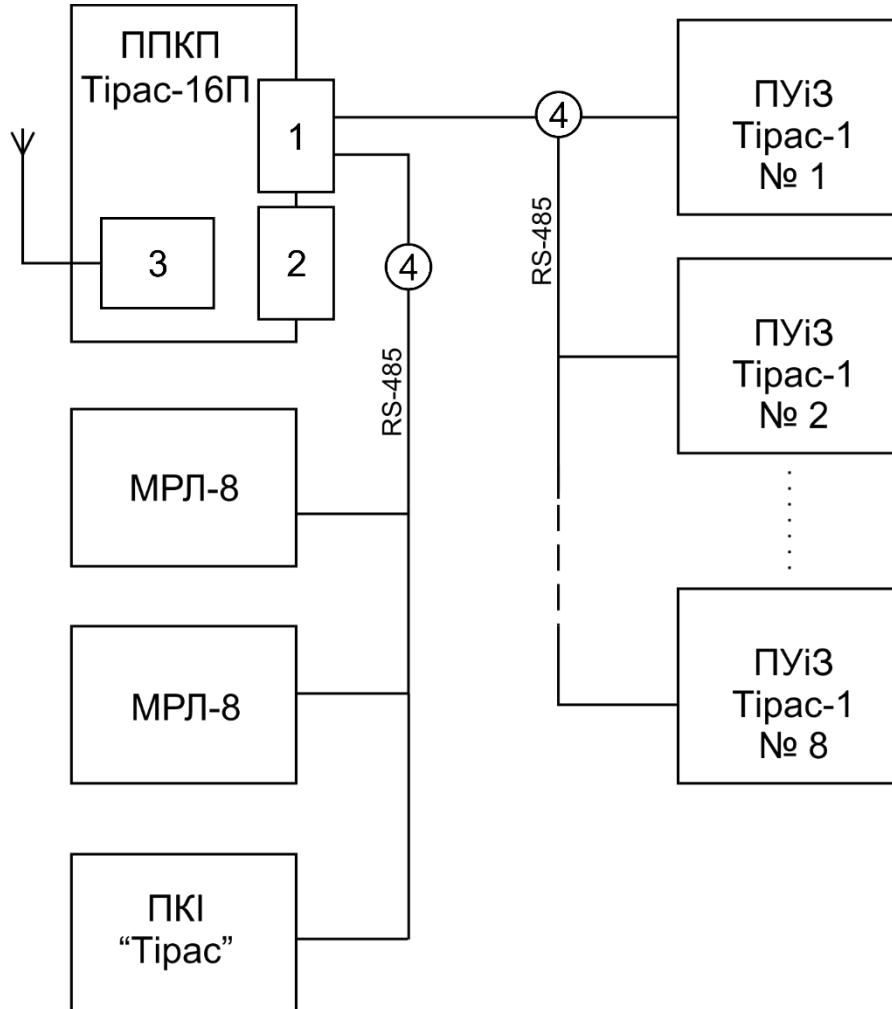 ППКП
Тірас-16П
1
2
3
4
4
RS-485
RS-485
ПУіЗ
Тірас-1
№ 1
ПУіЗ
Тірас-1
№ 2
ПУіЗ
Тірас-1
№ 8
МРЛ-8
МРЛ-8
ПКІ
“Тірас”